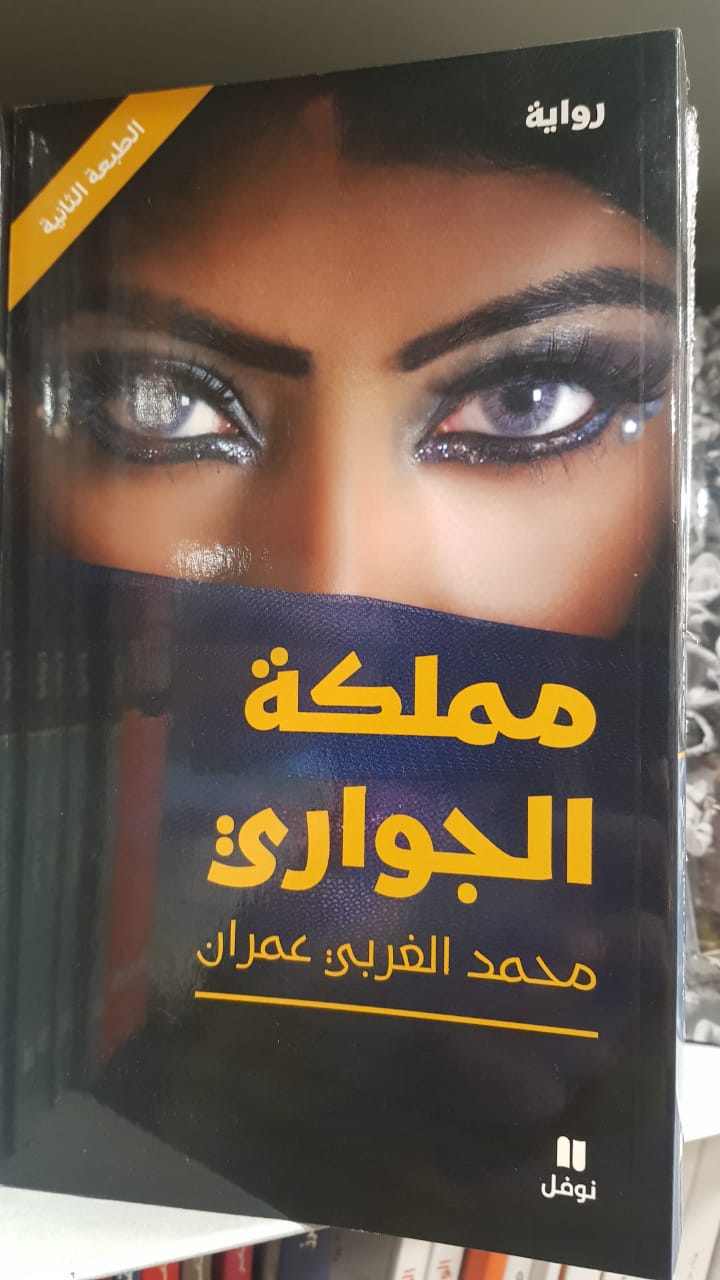 رواية
الطبعة الثانية
مملكة
الجواري
محمد الغربي عمران
نوفل